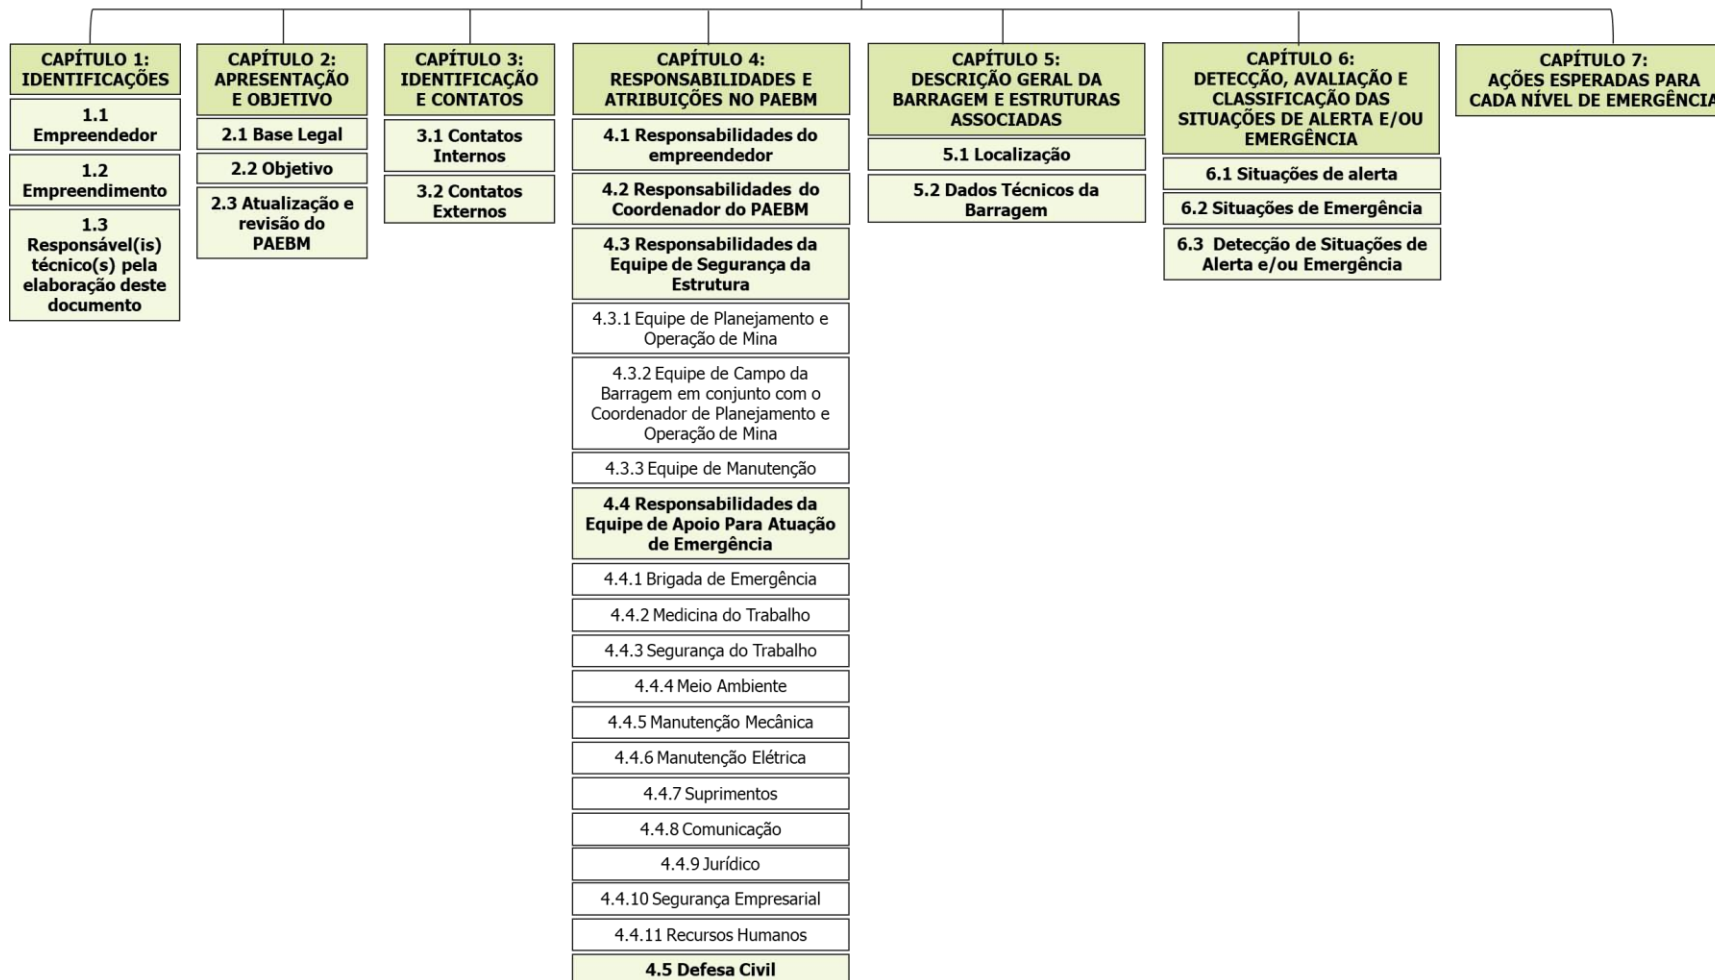 CAPÍTULO 1:
IDENTIFICAÇÕES
1.1
Empreendedor
1.2
Empreendimento
1.3
Responsável(is)
técnico(s) pela
elaboração deste
documento
CAPÍTULO 2:
APRESENTAÇÃO
E OBJETIVO
2.1 Base Legal
2.2 Objetivo
2.3 Atualização e
revisão do
PAEBM
CAPÍTULO 3:
IDENTIFICAÇÃO
E CONTATOS
3.1 Contatos
Internos
3.2 Contatos
Externos
CAPÍTULO 4:
RESPONSABILIDADES E
ATRIBUIÇÕES NO PAEBM
4.1 Responsabilidades do
empreendedor
4.2 Responsabilidades do
Coordenador do PAEBM
4.3 Responsabilidades da
Equipe de Segurança da
Estrutura
4.3.1 Equipe de Planejamento e
Operação de Mina
4.3.2 Equipe de Campo da
Barragem em conjunto com o
Coordenador de Planejamento e
Operação de Mina
4.3.3 Equipe de Manutenção
4.4 Responsabilidades da
Equipe de Apoio Para Atuação
de Emergência
4.4.1 Brigada de Emergência
4.4.2 Medicina do Trabalho
4.4.3 Segurança do Trabalho
4.4.4 Meio Ambiente
4.4.5 Manutenção Mecânica
4.4.6 Manutenção Elétrica
4.4.7 Suprimentos
4.4.8 Comunicação
4.4.9 Jurídico
4.4.10 Segurança Empresarial
4.4.11 Recursos Humanos
4.5 Defesa Civil
CAPÍTULO 5:
DESCRIÇÃO GERAL DA
BARRAGEM E ESTRUTURAS
ASSOCIADAS
5.1 Localização
5.2 Dados Técnicos da
Barragem
CAPÍTULO 6:
DETECÇÃO, AVALIAÇÃO E
CLASSIFICAÇÃO DAS
SITUAÇÕES DE ALERTA E/OU
EMERGÊNCIA
6.1 Situações de alerta
6.2 Situações de Emergência
6.3 Detecção de Situações de
Alerta e/ou Emergência
CAPÍTULO 7:
AÇÕES ESPERADAS PARA
CADA NÍVEL DE EMERGÊNCIA